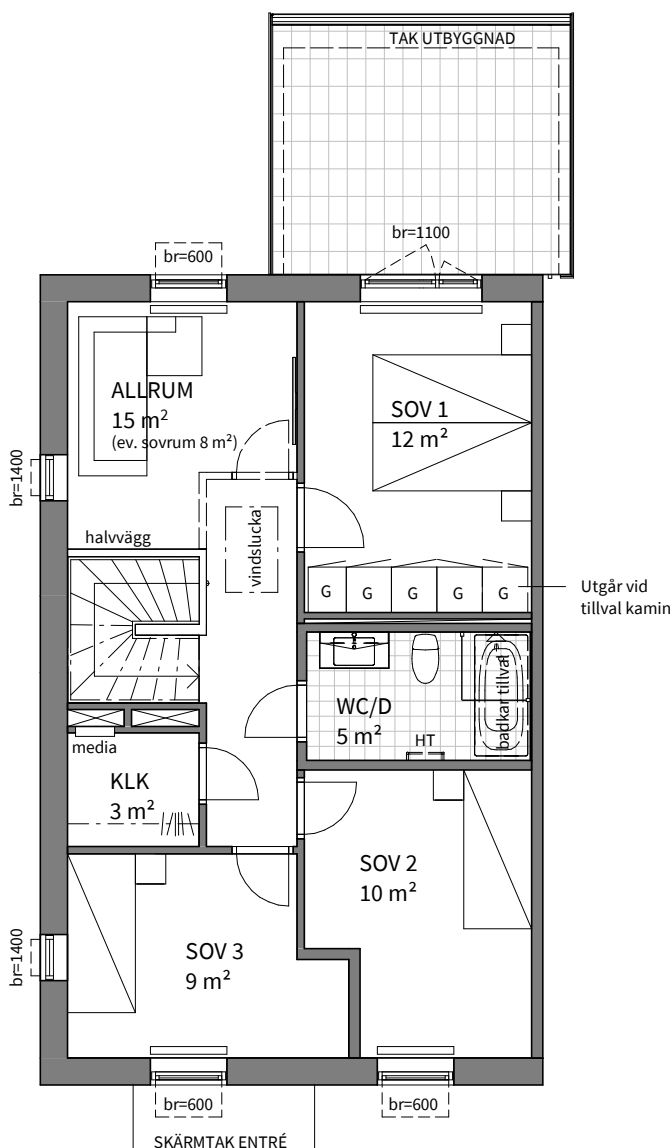 TAK UTBYGGNAD
br=600
br=1100
ALLRUM
15 m²
(ev. sovrum 8 m²)
SOV 1
12 m²
br=1400
vindslucka
halvvägg
G G G G G
Utgår vid
tillval kamin
WC/D
5 m²
badkar tillval
HT
media
KLK
3 m²
SOV 2
10 m²
SOV 3
9 m²
br=1400
br=600
br=600
SKÄRMTAK ENTRÉ